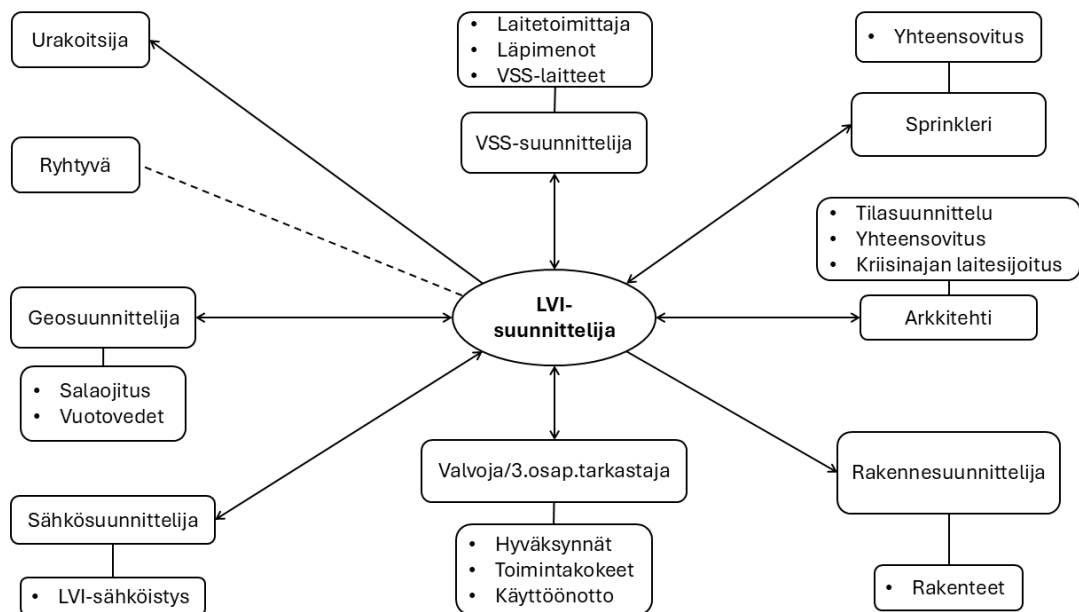 Urakoitsija
• Laitetoimittaja
• Läpimenot
• VSS-laitteet
• Yhteensovitus
VSS-suunnittelija
Sprinkleri
Ryhtyvä
• Tilasuunnittelu
• Yhteensovitus
• Kriisinajan laitesijoitus
Geosuunnittelija
LVI-
suunnittelija
Arkkitehti
• Salaojitus
• Vuotovedet
Valvoja/3.osap.tarkastaja
Rakennesuunnittelija
Sähkösuunnittelija
• Hyväksynnät
• Toimintakokeet
• Käyttöönotto
• LVI-sähköistys
• Rakenteet